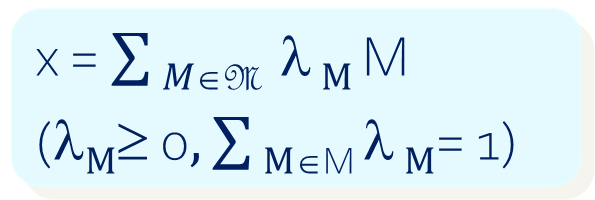 x = ∑ M∈𝔐 λ M M
(λM≥ 0, ∑ M∈M λ M= 1)